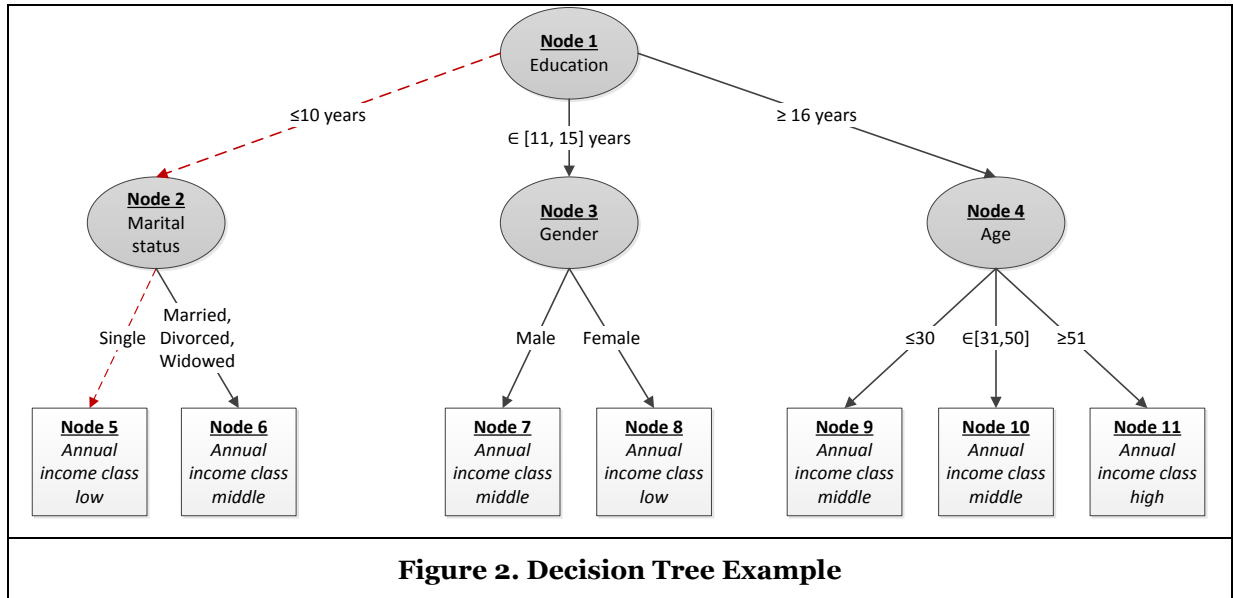 Node 1
Education
≤10 years
∈ [11, 15] years
≥ 16 years
Node 2
Marital
status
Node 3
Gender
Node 4
Age
Single
Married,
Divorced,
Widowed
Male
Female
≤30
∈[31,50]
≥51
Node 5
Annual
income class
low
Node 6
Annual
income class
middle
Node 7
Annual
income class
middle
Node 8
Annual
income class
low
Node 9
Annual
income class
middle
Node 10
Annual
income class
middle
Node 11
Annual
income class
high
Figure 2. Decision Tree Example